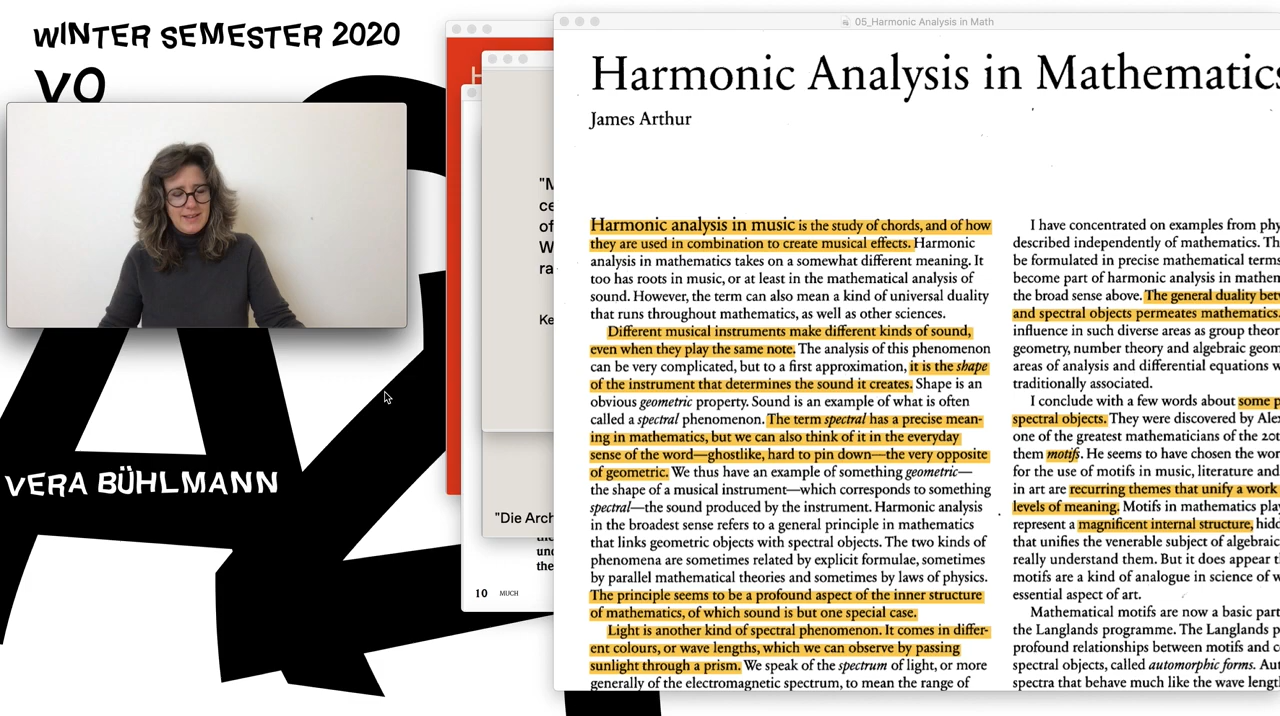 WINTER SEMESTER 2020
VO
VERA BÜHLMANN
"Die Arch
und
the
10 MUCH
05_Harmonic Analysis in Math
Harmonic Analysis in Mathematics
James Arthur
Harmonic analysis in music is the study of chords, and of how
they are used in combination to create musical effects. Harmonic
analysis in mathematics takes on a somewhat different meaning. It
too has roots in music, or at least in the mathematical analysis of
sound. However, the term can also mean a kind of universal duality
that runs throughout mathematics, as well as other sciences.
Different musical instruments make different kinds of sound,
even when they play the same note. The analysis of this phenomenon
can be very complicated, but to a first approximation, it is the shape
of the instrument that determines the sound it creates. Shape is an
obvious geometric property. Sound is an example of what is often
called a spectral phenomenon. The term spectral has a precise mean-
ing in mathematics, but we can also think of it in the everyday
sense of the word—ghostlike, hard to pin down—the very opposite
of geometric. We thus have an example of something geometric—
the shape of a musical instrument—which corresponds to something
spectral—the sound produced by the instrument. Harmonic analysis
in the broadest sense refers to a general principle in mathematics
that links geometric objects with spectral objects. The two kinds of
phenomena are sometimes related by explicit formulae, sometimes
by parallel mathematical theories and sometimes by laws of physics.
The principle seems to be a profound aspect of the inner structure
of mathematics, of which sound is but one special case.
Light is another kind of spectral phenomenon. It comes in differ-
ent colours, or wave lengths, which we can observe by passing
sunlight through a prism. We speak of the spectrum of light, or more
generally of the electromagnetic spectrum, to mean the range of
I have concentrated on examples from phy
described independently of mathematics. Th
be formulated in precise mathematical terms
become part of harmonic analysis in mathem
the broad sense above. The general duality bet
and spectral objects permeates mathematics.
influence in such diverse areas as group theor
geometry, number theory and algebraic geom
areas of analysis and differential equations w
traditionally associated.
I conclude with a few words about some p
spectral objects. They were discovered by Alex
one of the greatest mathematicians of the 20t
them motifs. He seems to have chosen the wor
for the use of motifs in music, literature and
in art are recurring themes that unify a work
levels of meaning. Motifs in mathematics play
represent a magnificent internal structure, hid
that unifies the venerable subject of algebraic
really understand them. But it does appear t
motifs are a kind of analogue in science of w
essential aspect of art.
Mathematical motifs are now a basic part
the Langlands programme. The Langlands p
profound relationships between motifs and c
spectral objects, called automorphic forms. Aut
spectra that behave much like the wave lengt